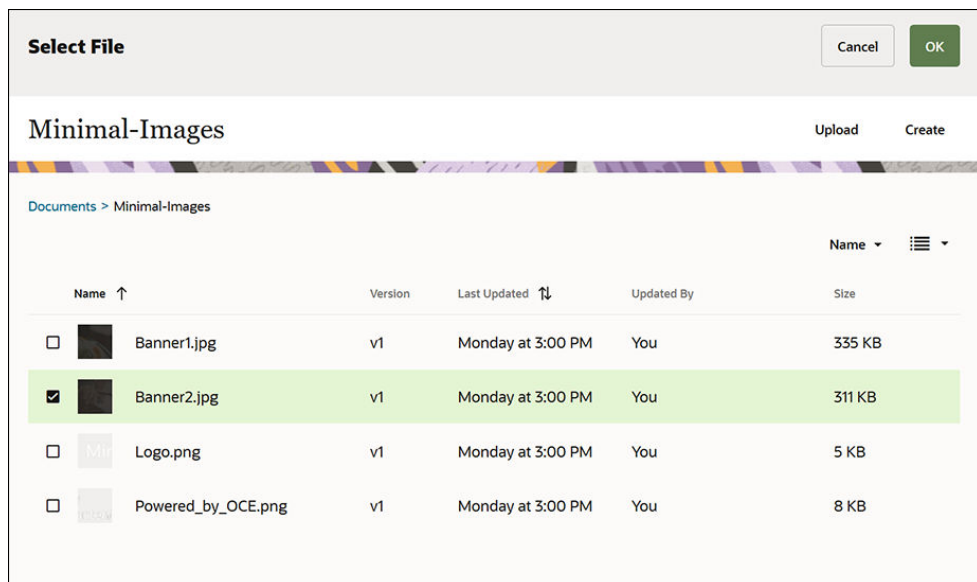 Select File
Cancel
OK
Minimal-Images
Upload
Create
Documents > Minimal-Images
Name
Name Version Last Updated Updated By Size
Banner1.jpg v1 Monday at 3:00 PM You 335 KB
Banner2.jpg v1 Monday at 3:00 PM You 311 KB
Logo.png v1 Monday at 3:00 PM You 5 KB
Powered_by_OCE.png v1 Monday at 3:00 PM You 8 KB